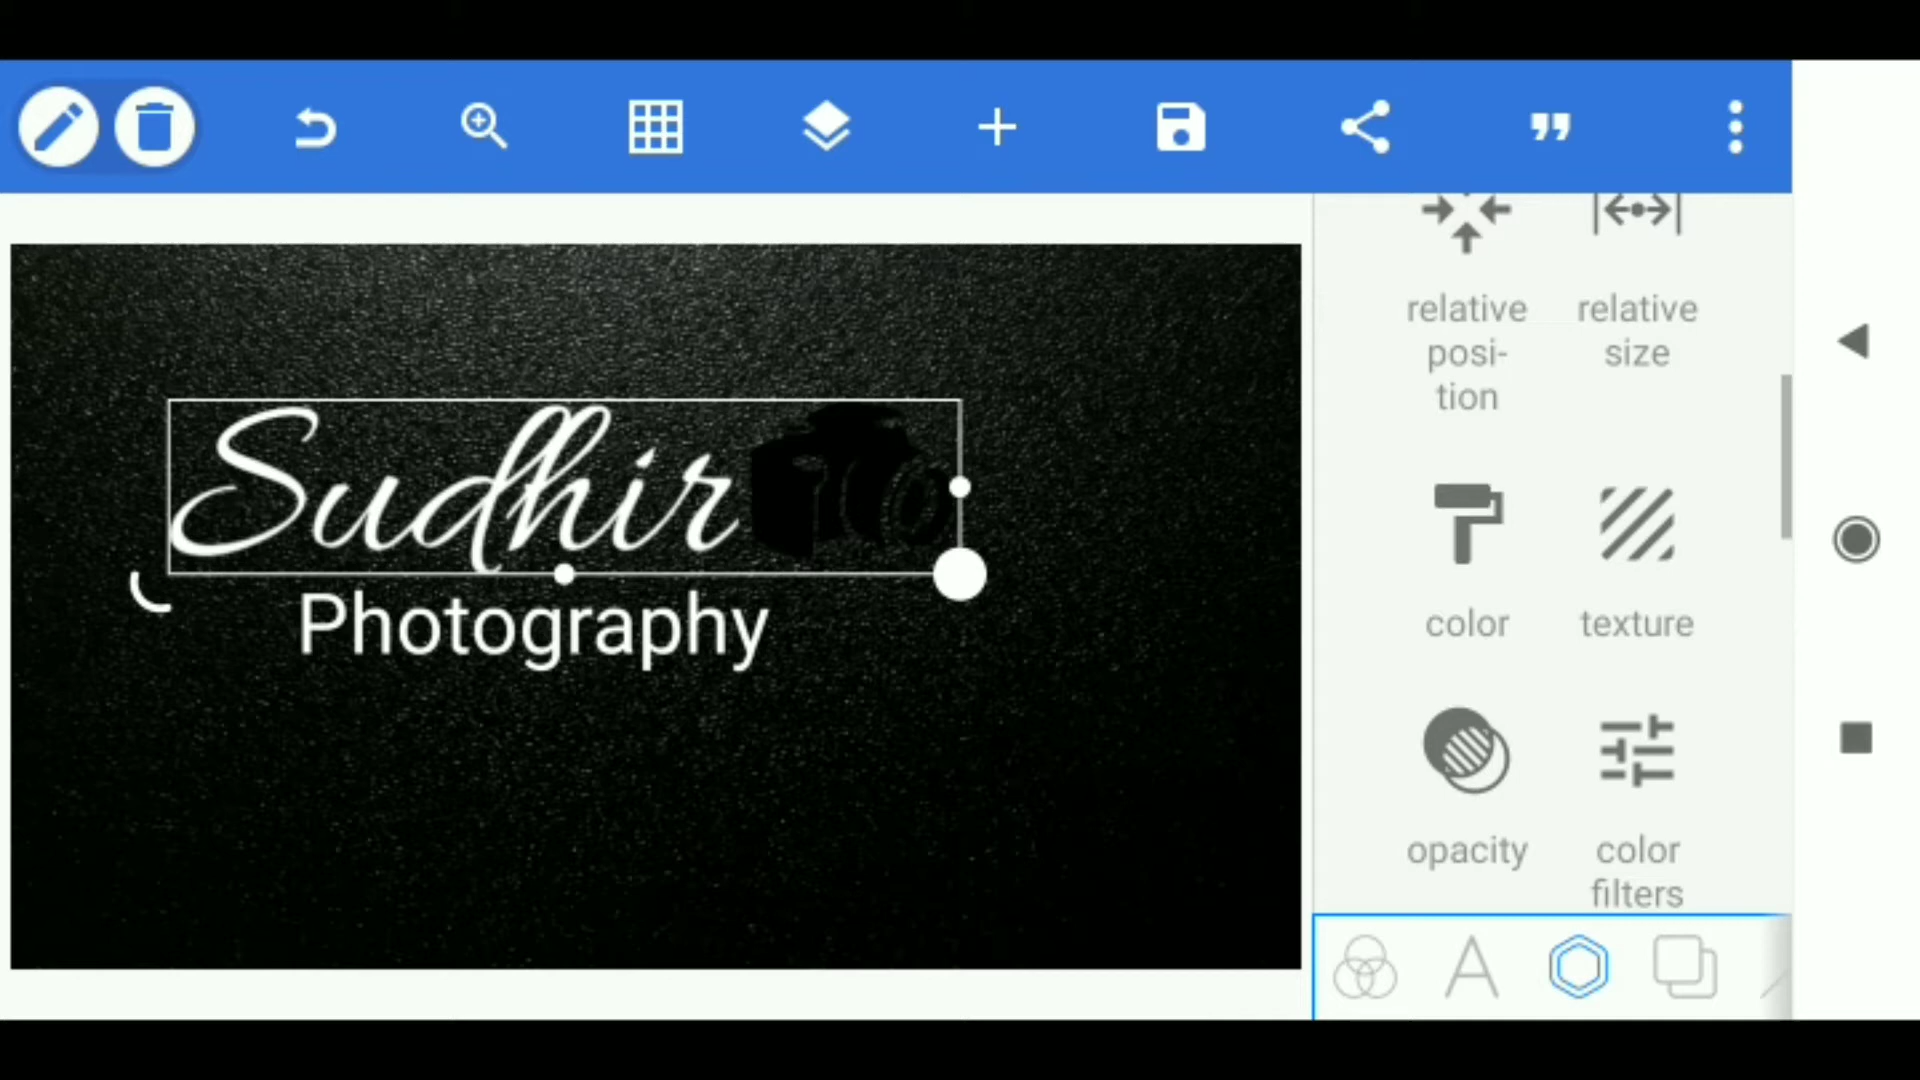 relative
posi-
tion
relative
size
Sudhir
Photography
color
texture
opacity
color
filters